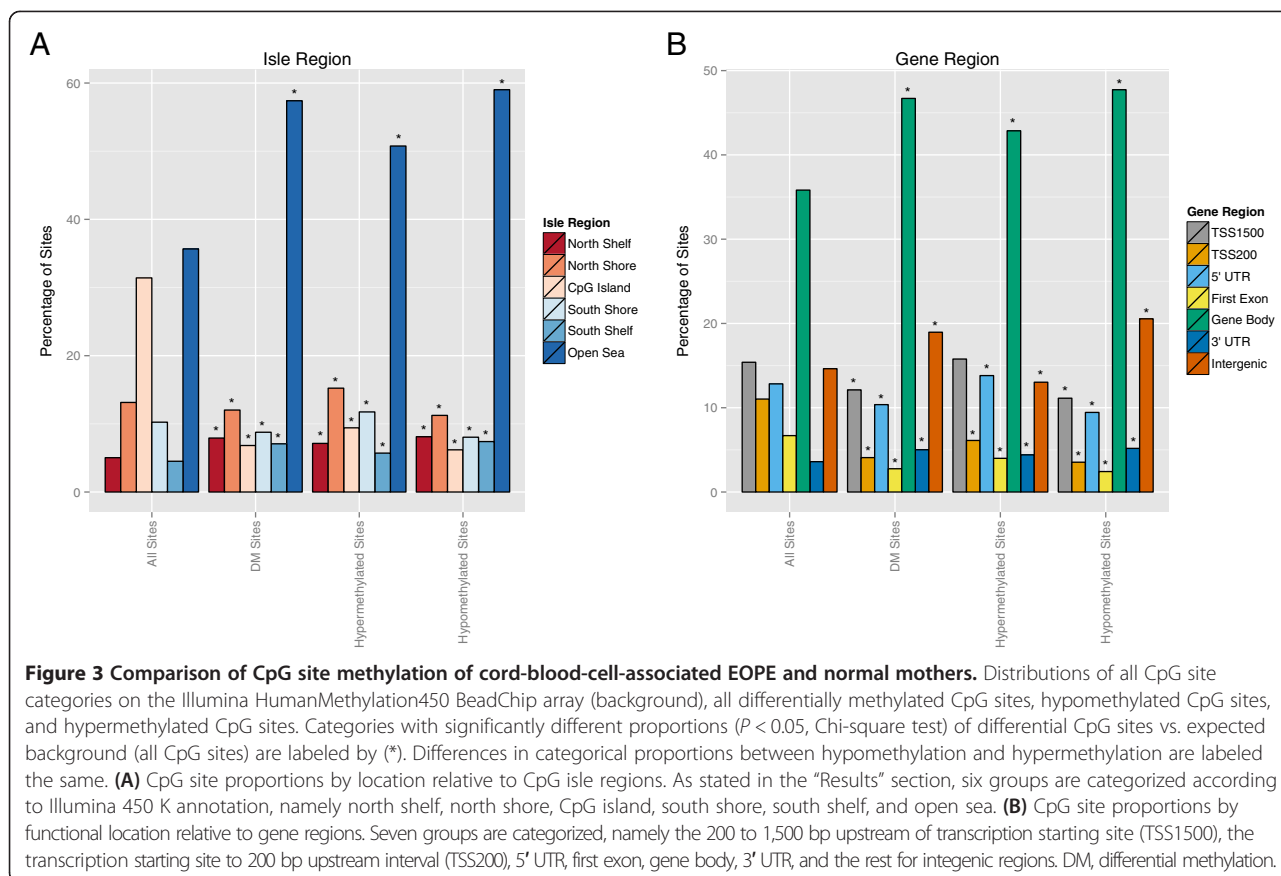 A
Isle Region
Percentage of Sites
60
40
20
0
* * * * * *
* * * * * *
* * * * * *
All Sites
DM Sites
Hypermethylated Sites
Hypomethylated Sites
Isle Region
North Shelf
North Shore
CpG Island
South Shore
South Shelf
Open Sea
B
Gene Region
Percentage of Sites
50
40
30
20
10
0
* * * * * * *
* * * * * *
* * * * * * *
All Sites
DM Sites
Hypermethylated Sites
Hypomethylated Sites
Gene Region
TSS1500
TSS200
5' UTR
First Exon
Gene Body
3' UTR
Intergenic
Figure 3 Comparison of CpG site methylation of cord-blood-cell-associated EOPE and normal mothers. Distributions of all CpG site
categories on the Illumina HumanMethylation450 BeadChip array (background), all differentially methylated CpG sites, hypomethylated CpG sites,
and hypermethylated CpG sites. Categories with significantly different proportions (P < 0.05, Chi-square test) of differential CpG sites vs. expected
background (all CpG sites) are labeled by (*). Differences in categorical proportions between hypomethylation and hypermethylation are labeled
the same. (A) CpG site proportions by location relative to CpG isle regions. As stated in the “Results” section, six groups are categorized according
to Illumina 450 K annotation, namely north shelf, north shore, CpG island, south shore, south shelf, and open sea. (B) CpG site proportions by
functional location relative to gene regions. Seven groups are categorized, namely the 200 to 1,500 bp upstream of transcription starting site (TSS1500), the
transcription starting site to 200 bp upstream interval (TSS200), 5′ UTR, first exon, gene body, 3′ UTR, and the rest for integenic regions. DM, differential methylation.